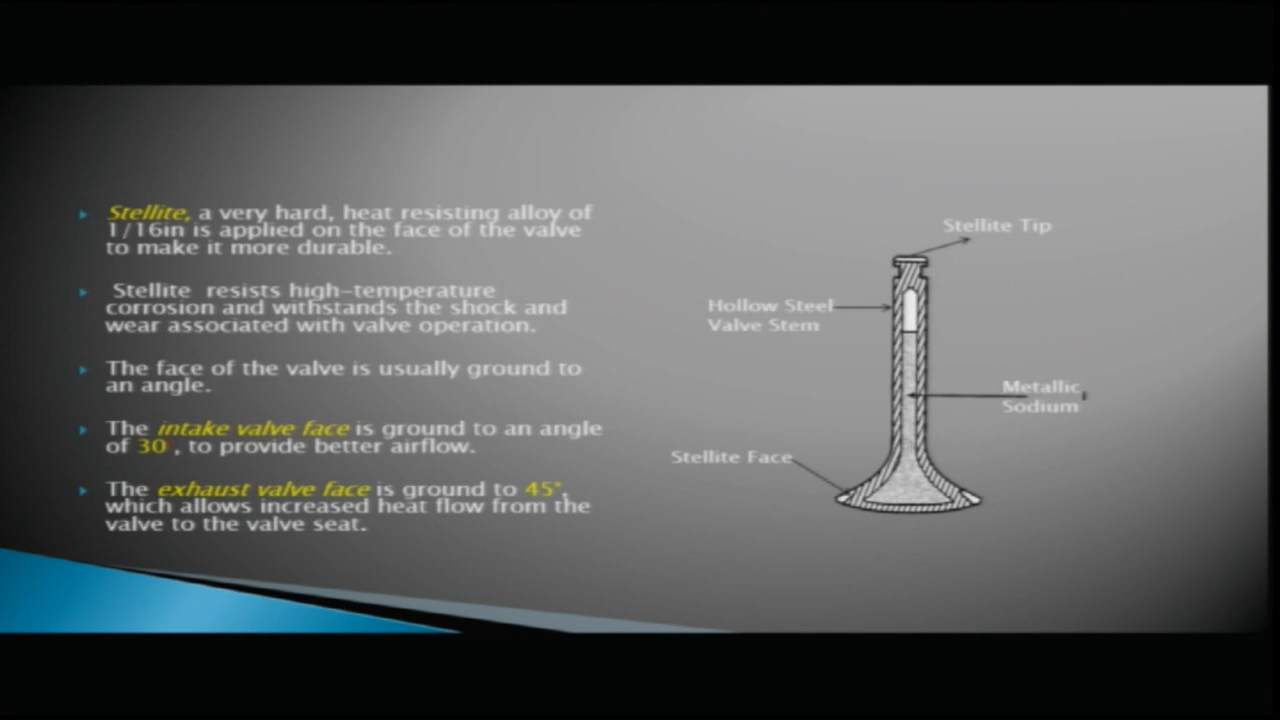 Stellite, a very hard, heat resisting alloy of
1/16in is applied on the face of the valve
to make it more durable.
Stellite resists high-temperature
corrosion and withstands the shock and
wear associated with valve operation.
The face of the valve is usually ground to
an angle.
The intake valve face is ground to an angle
of 30°, to provide better airflow.
The exhaust valve face is ground to 45°,
which allows increased heat flow from the
valve to the valve seat.
Stellite Tip
Hollow Steel
Valve Stem
Metallic
Sodium
Stellite Face